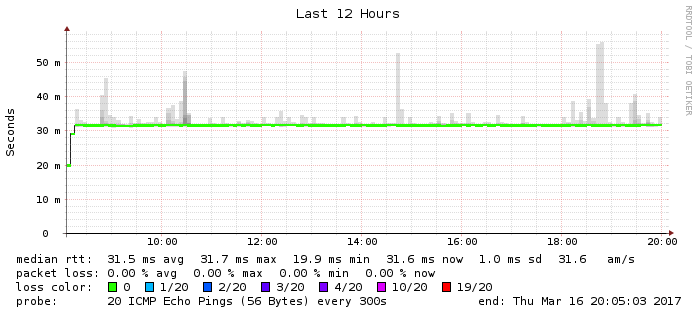 Last 12 Hours
RRDTOOL / TOBI OETIKER
Seconds
50 m
40 m
30 m
20 m
10 m
0
10:00 12:00 14:00 16:00 18:00 20:00
median rtt: 31.5 ms avg 31.7 ms max 19.9 ms min 31.6 ms now 1.0 ms sd 31.6 am/s
packet loss: 0.00 % avg 0.00 % max 0.00 % min 0.00 % now
loss color: 0 1/20 2/20 3/20 4/20 10/20 19/20
probe: 20 ICMP Echo Pings (56 Bytes) every 300s end: Thu Mar 16 20:05:03 2017